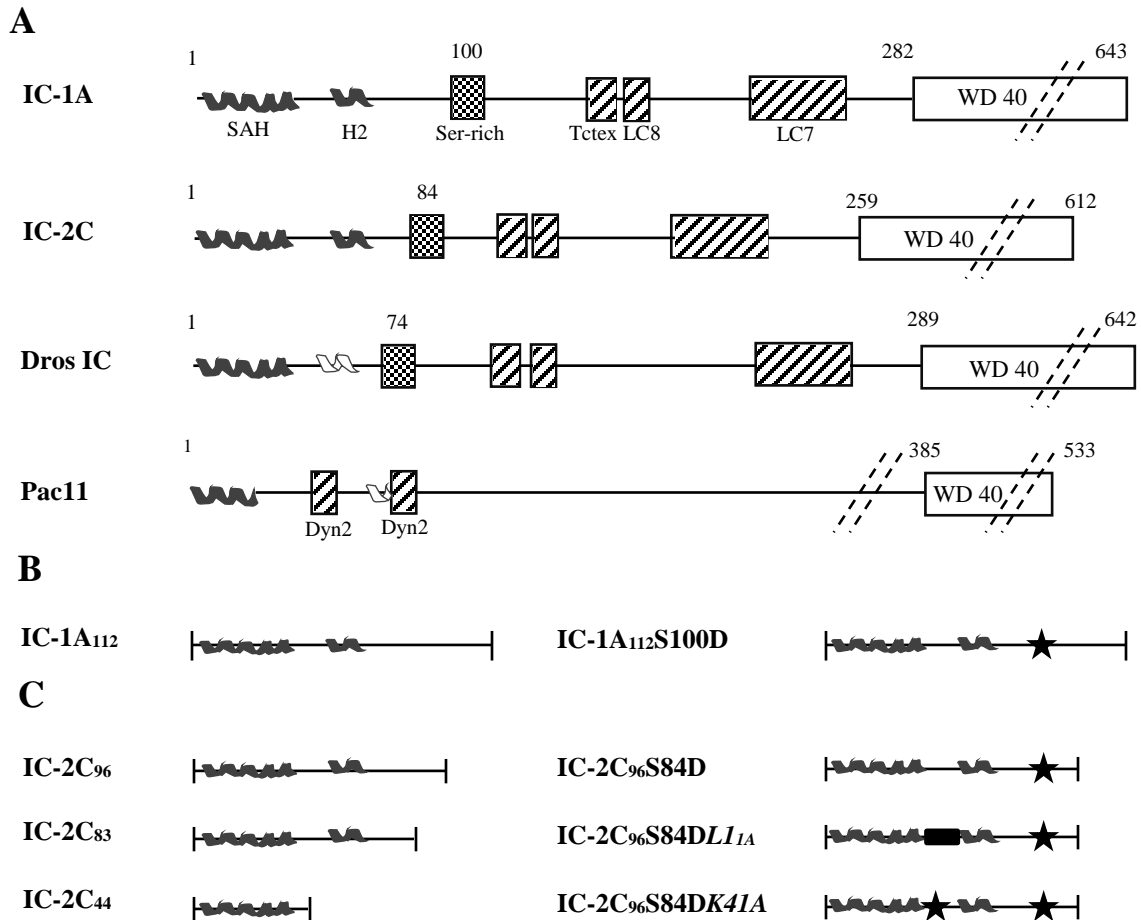 A
1 100 282 643
IC-1A WD 40
SAH H2 Ser-rich Tctex LC8 LC7
1 84 259 612
IC-2C WD 40
1 74 289 642
Dros IC WD 40
1 385 533
Pac11 WD 40
Dyn2 Dyn2
B
IC-1A112 IC-1A112S100D
C
IC-2C96 IC-2C96S84D
IC-2C83 IC-2C96S84DL11A
IC-2C44 IC-2C96S84DK41A